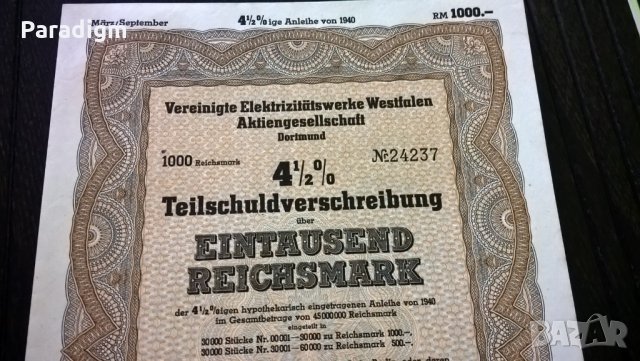 Paradigm
März/September 4½%ige Anleihe von 1940 RM 1000.—
Vereinigte Elektrizitätswerke Westfalen
Aktiengesellschaft
Dortmund
1000 Reichsmark №24237
4½%
Teilschuldverschreibung
über
EINTAUSEND
REICHSMARK
der 4½%igen hypothekarisch eingetragenen Anleihe von 1940
im Gesamtbetrage von 45000000 Reichsmark
eingeteilt in
30000 Stücke Nr. 00001—30000 zu Reichsmark 1000.—
30000 Stücke Nr. 30001—60000 zu Reichsmark 500.—
BAZAR